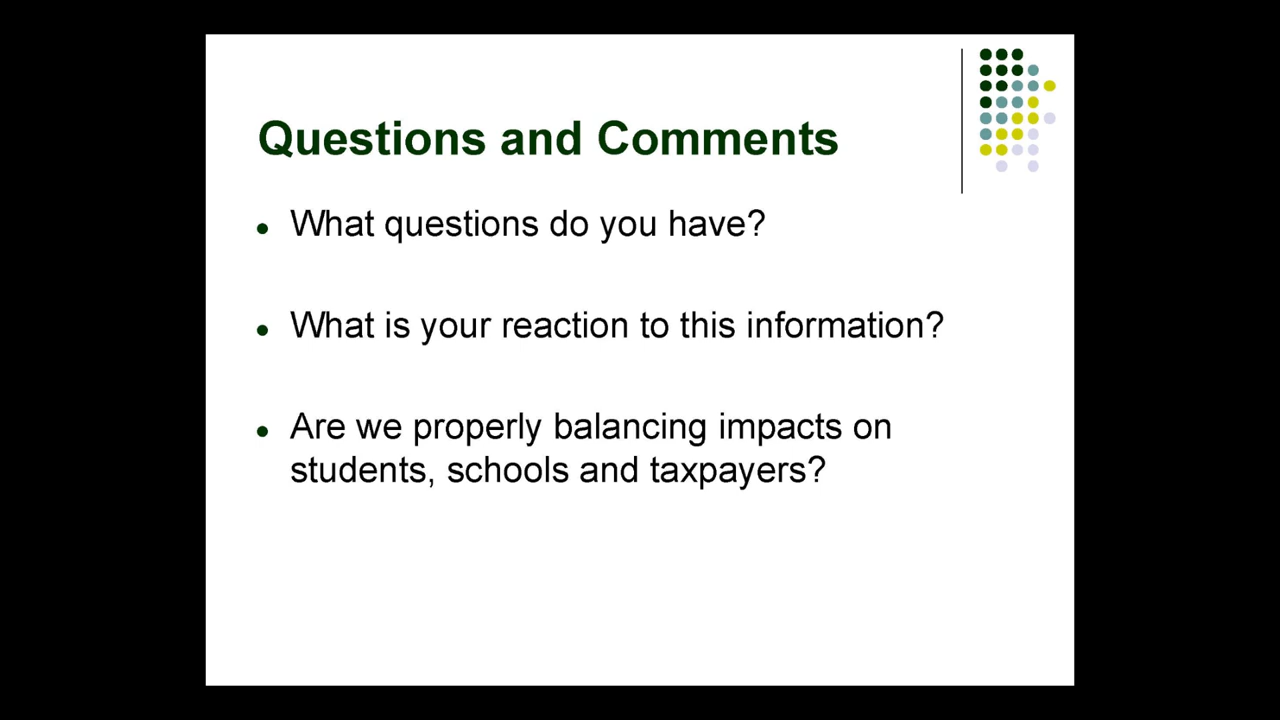 Questions and Comments
• What questions do you have?
• What is your reaction to this information?
• Are we properly balancing impacts on
students, schools and taxpayers?